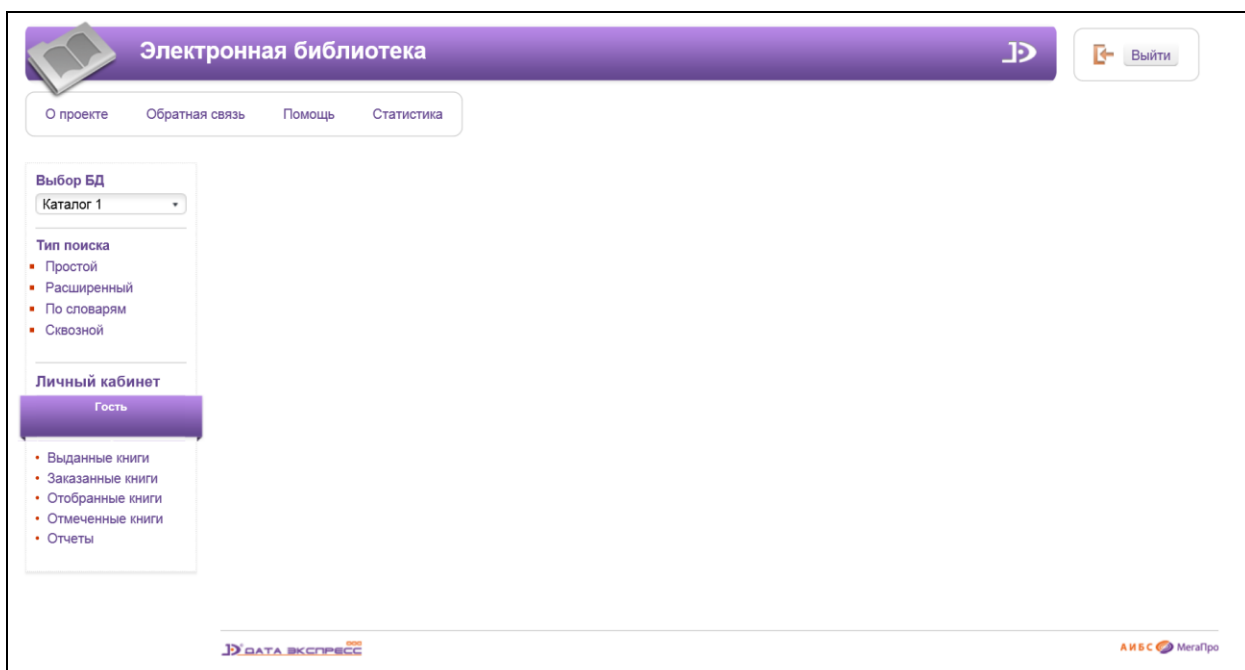 Электронная библиотека
Выйти
О проекте Обратная связь Помощь Статистика
Выбор БД
Каталог 1
Тип поиска
Простой
Расширенный
По словарям
Сквозной
Личный кабинет
Гость
Выданные книги
Заказанные книги
Отобранные книги
Отмеченные книги
Отчеты
ДАТА ЭКСПРЕСС
АИБС МегаПро